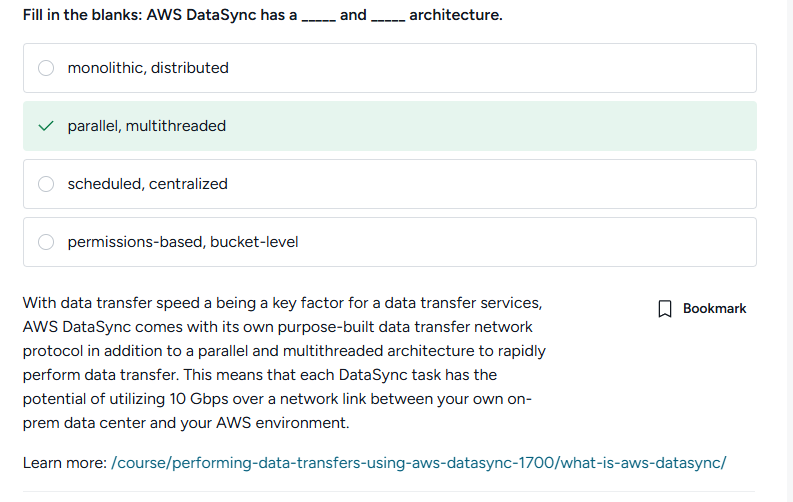 Fill in the blanks: AWS DataSync has a _____ and _____ architecture.
monolithic, distributed
parallel, multithreaded
scheduled, centralized
permissions-based, bucket-level
With data transfer speed a being a key factor for a data transfer services,
AWS DataSync comes with its own purpose-built data transfer network
protocol in addition to a parallel and multithreaded architecture to rapidly
perform data transfer. This means that each DataSync task has the
potential of utilizing 10 Gbps over a network link between your own on-
prem data center and your AWS environment.
Bookmark
Learn more: /course/performing-data-transfers-using-aws-datasync-1700/what-is-aws-datasync/